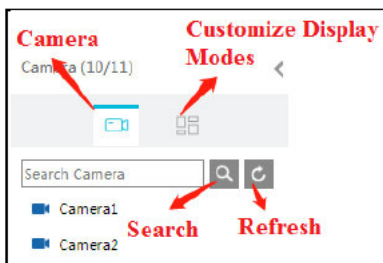 Camera
Customize Display
Modes
Camera (10/11)
Search Camera
Camera1
Search
Refresh
Camera2